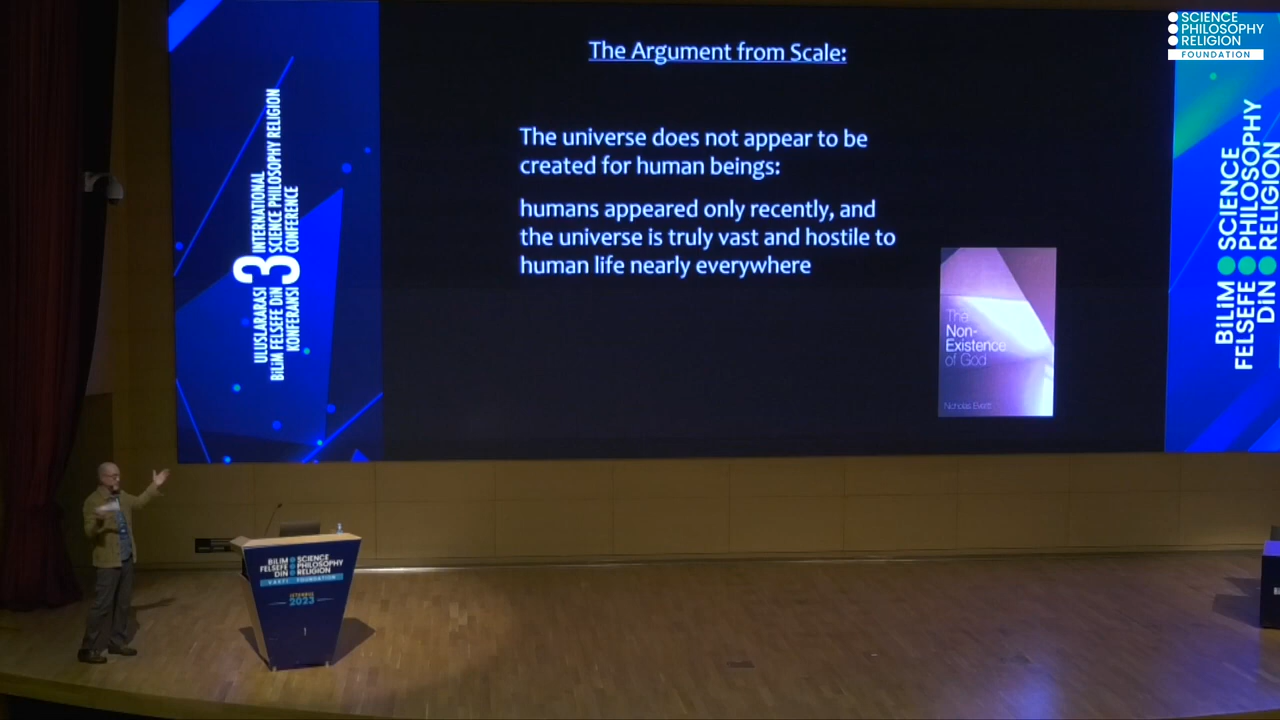 The Argument from Scale:
The universe does not appear to be
created for human beings:
humans appeared only recently, and
the universe is truly vast and hostile to
human life nearly everywhere
The
Non-
Existence
of God
Nicholas Everitt
ULUSLARARASI
BİLİM FELSEFE DİN
KONFERANSI
3
INTERNATIONAL
SCIENCE PHILOSOPHY RELIGION
CONFERENCE
SCIENCE
PHILOSOPHY
RELIGION
FOUNDATION
BİLİM SCIENCE
FELSEFE PHILOSOPHY
DİN RELIGION
BİLİM SCIENCE
FELSEFE PHILOSOPHY
DİN RELIGION
VAKFI FOUNDATION
İSTANBUL
2023